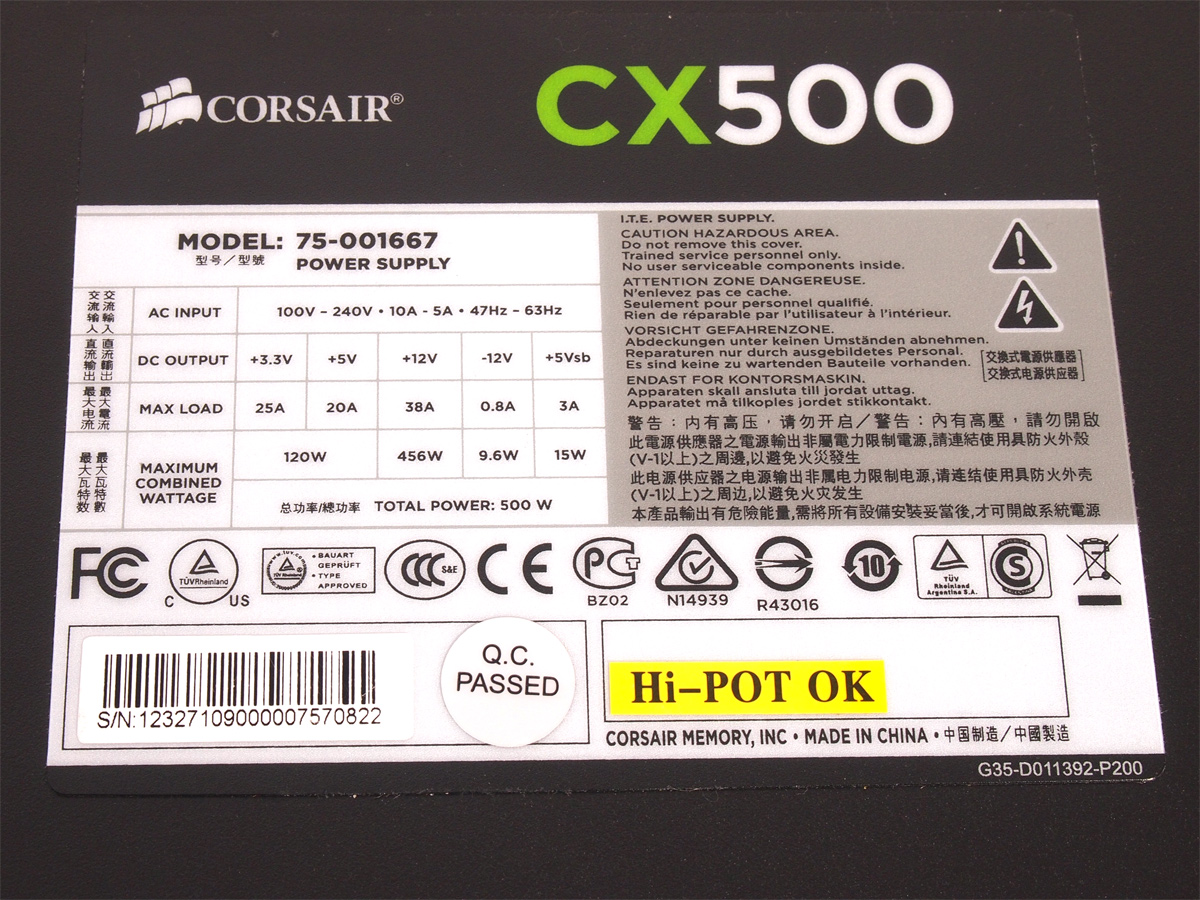 CORSAIR®
CX500
MODEL: 75-001667
型号/型號 POWER SUPPLY
交流输入 交流輸入 AC INPUT 100V - 240V • 10A - 5A • 47Hz - 63Hz
直流输出 直流輸出 DC OUTPUT +3.3V +5V +12V -12V +5Vsb
最大电流 最大電流 MAX LOAD 25A 20A 38A 0.8A 3A
最大瓦特数 最大瓦特數 MAXIMUM COMBINED WATTAGE 120W 456W 9.6W 15W
总功率/總功率 TOTAL POWER: 500 W
I.T.E. POWER SUPPLY.
CAUTION HAZARDOUS AREA.
Do not remove this cover.
Trained service personnel only.
No user serviceable components inside.
ATTENTION ZONE DANGEREUSE.
N'enlevez pas ce cache.
Seulement pour personnel qualifié.
Rien de réparable par l'utilisateur à l'intérieur.
VORSICHT GEFAHRENZONE.
Abdeckungen unter keinen Umständen abnehmen.
Reparaturen nur durch ausgebildetes Personal.
Es sind keine zu wartenden Bauteile vorhanden.
ENDAST FOR KONTORSMASKIN.
Apparaten skall ansluta till jordat uttag.
Apparatet må tilkoples jordet stikkontakt.
交換式電源供應器
交换式电源供应器
警告：内有高压，请勿开启/警告：內有高壓，請勿開啟
此電源供應器之電源輸出非屬電力限制電源,請連結使用具防火外殼
(V-1以上)之周邊,以避免火災發生
此电源供应器之电源输出非属电力限制电源,请连结使用具防火外壳
(V-1以上)之周边,以避免火灾发生
本產品輸出有危險能量,需將所有設備安裝妥當後,才可開啟系統電源
FC
TÜVRheinland
C US
www.tuv.com
TÜV Rheinland
• BAUART
GEPRÜFT
• TYPE
APPROVED
CCC S&E
CE
PCT
BZ02
N14939
R43016
10
TÜV
Rheinland
Argentina S.A.
S
S/N:12327109000007570822
Q.C.
PASSED
Hi-POT OK
CORSAIR MEMORY, INC • MADE IN CHINA • 中国制造/中國製造
G35-D011392-P200